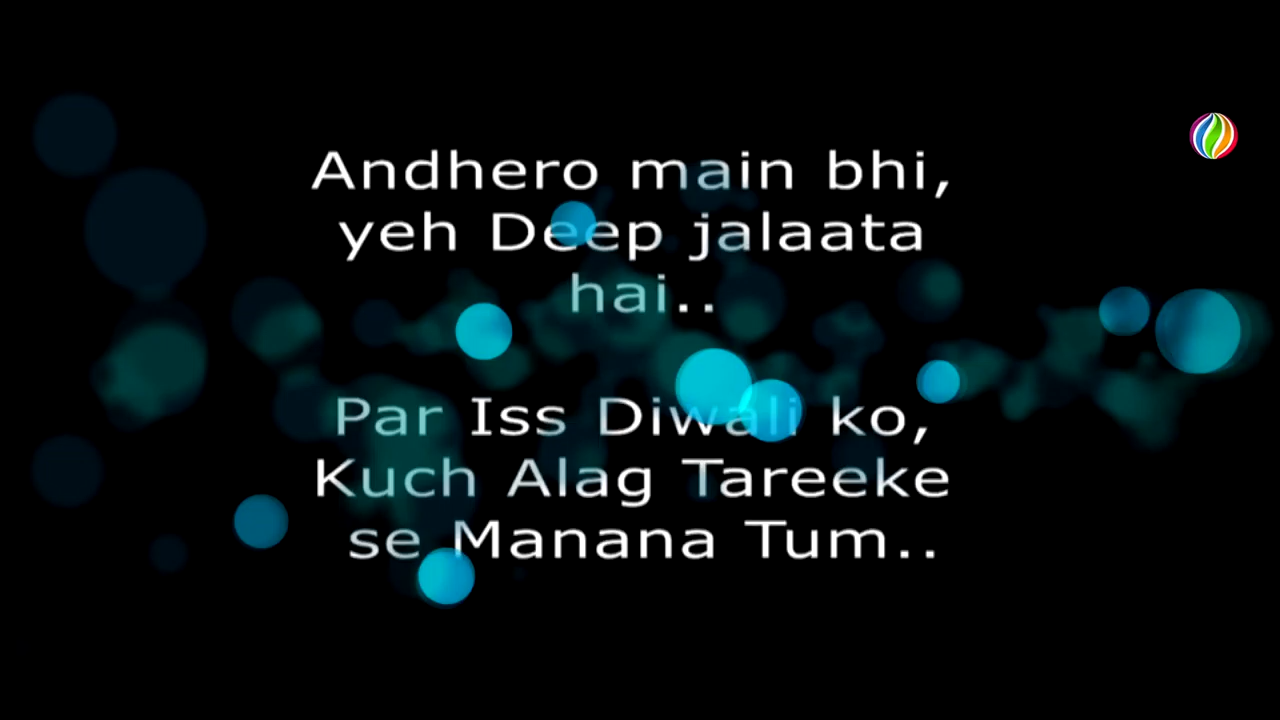 Andhero main bhi,
yeh Deep jalaata
hai..
Par Iss Diwali ko,
Kuch Alag Tareeke
se Manana Tum..